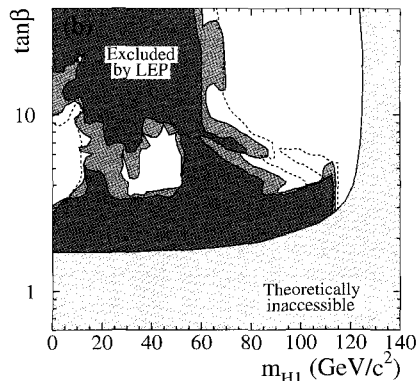 (b)
Excluded
by LEP
tanβ
10
1
Theoretically
inaccessible
0 20 40 60 80 100 120 140
m_H1 (GeV/c²)